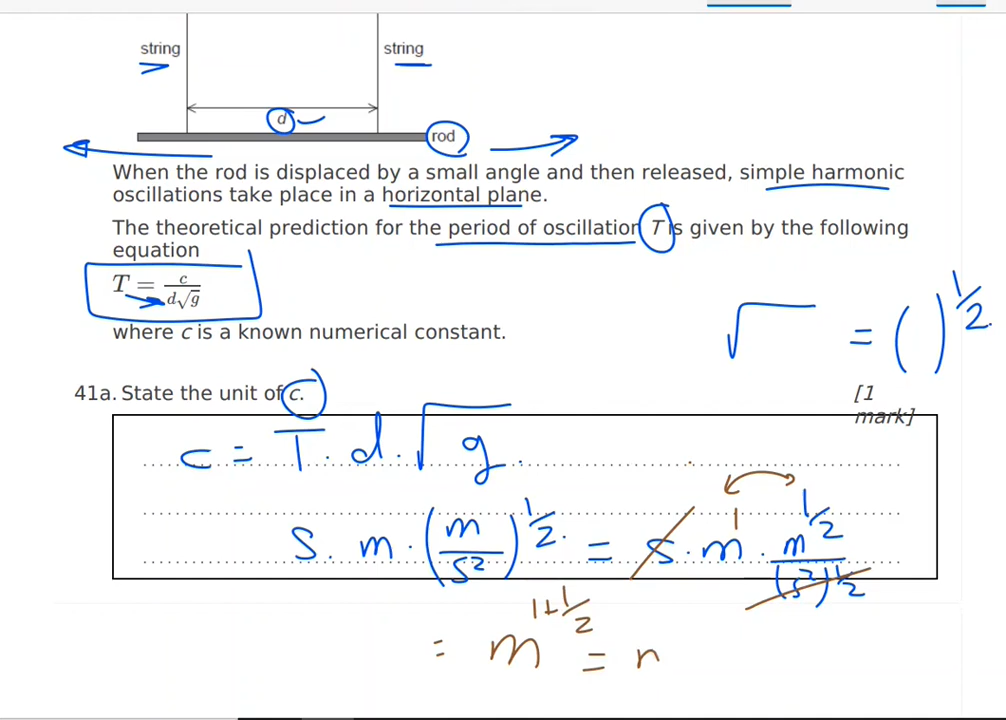 string string
d
rod
When the rod is displaced by a small angle and then released, simple harmonic
oscillations take place in a horizontal plane.
The theoretical prediction for the period of oscillation T is given by the following
equation
T = c/d√g
where c is a known numerical constant.
√ = ( )^1/2.
41a. State the unit of c. [1
mark]
c = T. d.√g.
S. m.(m/s²)^1/2. = s. m^1. m^1/2/(s²)^1/2
= m^1+1/2 = n